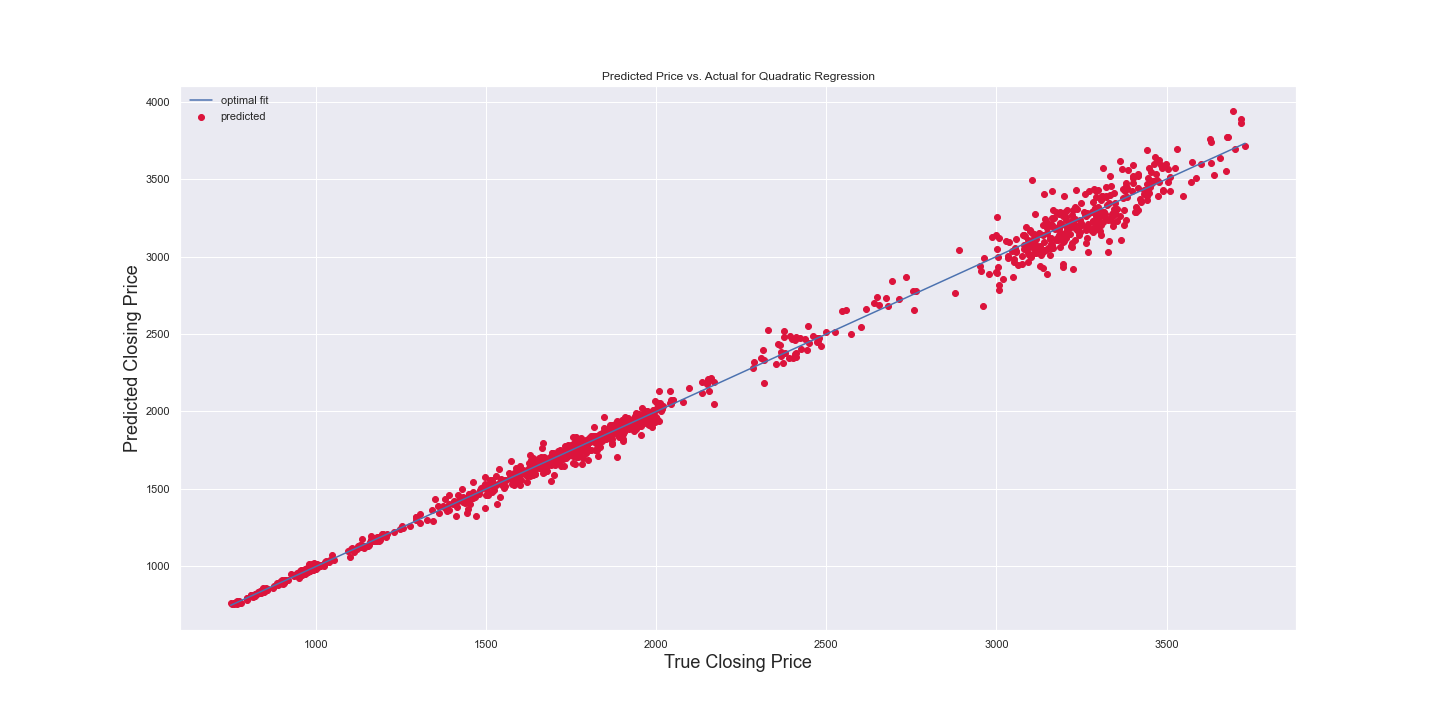 Predicted Price vs. Actual for Quadratic Regression
optimal fit
predicted
4000
3500
3000
2500
2000
1500
1000
Predicted Closing Price
1000 1500 2000 2500 3000 3500
True Closing Price